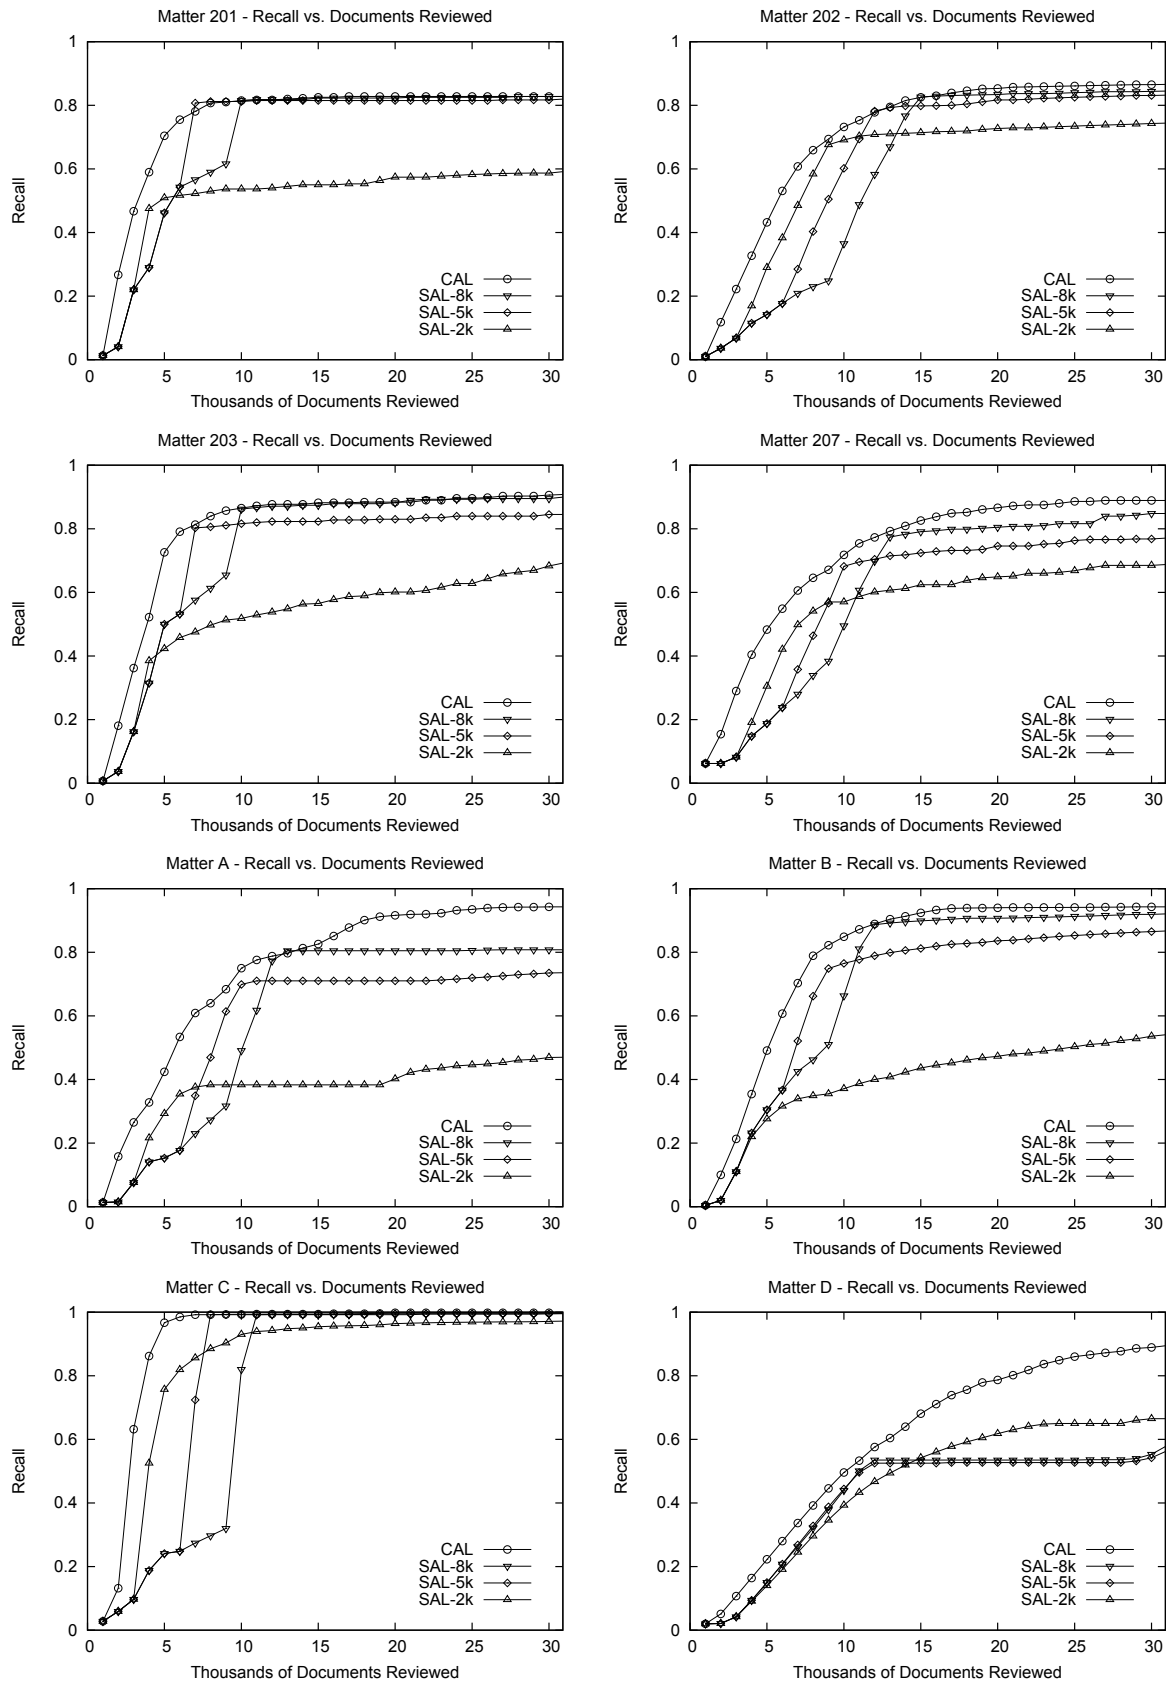 Matter 201 - Recall vs. Documents Reviewed
1
0.8
0.6
0.4
0.2
0
Recall
CAL
SAL-8k
SAL-5k
SAL-2k
0 5 10 15 20 25 30
Thousands of Documents Reviewed
Matter 202 - Recall vs. Documents Reviewed
1
0.8
0.6
0.4
0.2
0
Recall
CAL
SAL-8k
SAL-5k
SAL-2k
0 5 10 15 20 25 30
Thousands of Documents Reviewed
Matter 203 - Recall vs. Documents Reviewed
1
0.8
0.6
0.4
0.2
0
Recall
CAL
SAL-8k
SAL-5k
SAL-2k
0 5 10 15 20 25 30
Thousands of Documents Reviewed
Matter 207 - Recall vs. Documents Reviewed
1
0.8
0.6
0.4
0.2
0
Recall
CAL
SAL-8k
SAL-5k
SAL-2k
0 5 10 15 20 25 30
Thousands of Documents Reviewed
Matter A - Recall vs. Documents Reviewed
1
0.8
0.6
0.4
0.2
0
Recall
CAL
SAL-8k
SAL-5k
SAL-2k
0 5 10 15 20 25 30
Thousands of Documents Reviewed
Matter B - Recall vs. Documents Reviewed
1
0.8
0.6
0.4
0.2
0
Recall
CAL
SAL-8k
SAL-5k
SAL-2k
0 5 10 15 20 25 30
Thousands of Documents Reviewed
Matter C - Recall vs. Documents Reviewed
1
0.8
0.6
0.4
0.2
0
Recall
CAL
SAL-8k
SAL-5k
SAL-2k
0 5 10 15 20 25 30
Thousands of Documents Reviewed
Matter D - Recall vs. Documents Reviewed
1
0.8
0.6
0.4
0.2
0
Recall
CAL
SAL-8k
SAL-5k
SAL-2k
0 5 10 15 20 25 30
Thousands of Documents Reviewed